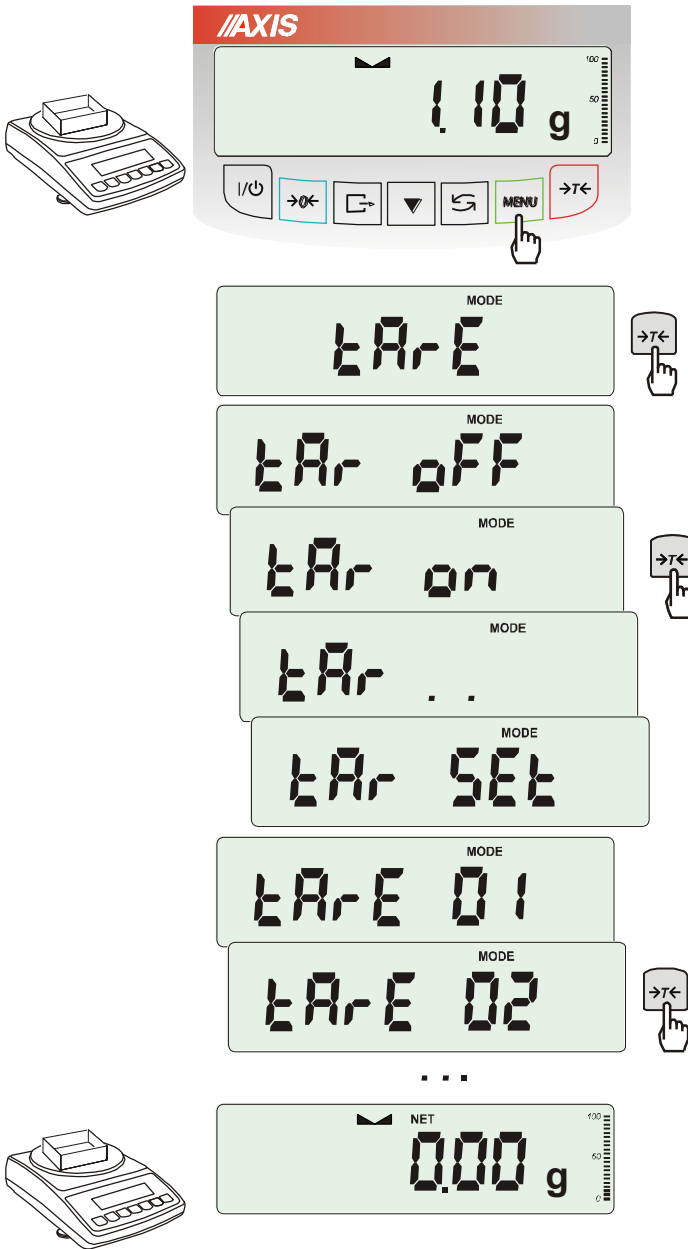 //AXIS
1.10 g
100
50
0
I/⏻ →0← MENU →T←
MODE
tArE
→T←
MODE
tAr oFF
MODE
tAr on
→T←
MODE
tAr . .
MODE
tAr SEt
MODE
tArE 01
MODE
tArE 02
→T←
...
NET
0.00 g
100
50
0